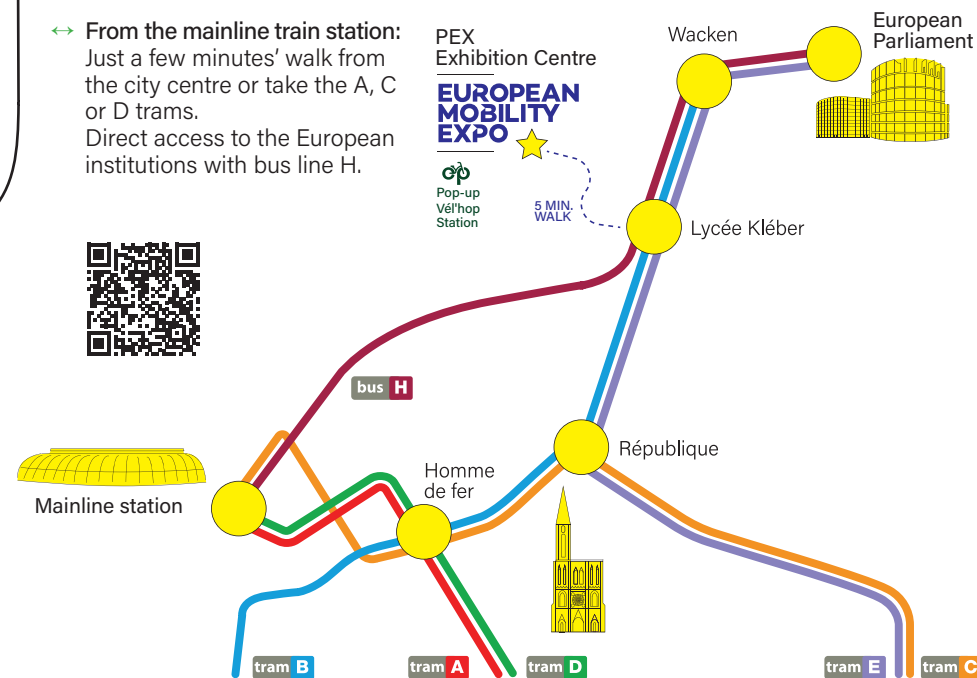 ↔ From the mainline train station:
Just a few minutes’ walk from
the city centre or take the A, C
or D trams.
Direct access to the European
institutions with bus line H.
PEX
Exhibition Centre
EUROPEAN
MOBILITY
EXPO
Pop-up
Vél'hop
Station
5 MIN.
WALK
Wacken
European
Parliament
Lycée Kléber
bus H
République
Homme
de fer
Mainline station
tram B
tram A
tram D
tram E
tram C